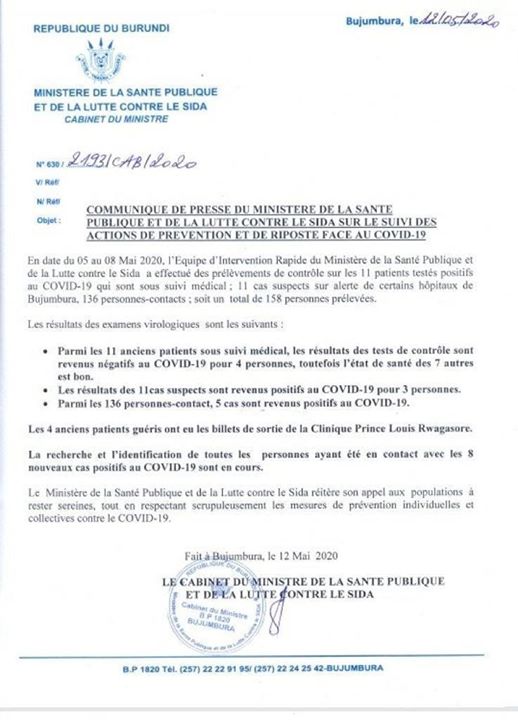 REPUBLIQUE DU BURUNDI
Bujumbura, le 12/05/2020
MINISTERE DE LA SANTE PUBLIQUE
ET DE LA LUTTE CONTRE LE SIDA
CABINET DU MINISTRE
N° 630/ 2193/CAB/2020
V/ Réf/
N/ Réf/
Objet : COMMUNIQUE DE PRESSE DU MINISTERE DE LA SANTE
PUBLIQUE ET DE LA LUTTE CONTRE LE SIDA SUR LE SUIVI DES
ACTIONS DE PREVENTION ET DE RIPOSTE FACE AU COVID-19
En date du 05 au 08 Mai 2020, l'Equipe d'Intervention Rapide du Ministère de la Santé Publique et
de la Lutte contre le Sida a effectué des prélèvements de contrôle sur les 11 patients testés positifs
au COVID-19 qui sont sous suivi médical ; 11 cas suspects sur alerte de certains hôpitaux de
Bujumbura, 136 personnes-contacts ; soit un total de 158 personnes prélevées.
Les résultats des examens virologiques sont les suivants :
• Parmi les 11 anciens patients sous suivi médical, les résultats des tests de contrôle sont
revenus négatifs au COVID-19 pour 4 personnes, toutefois l'état de santé des 7 autres
est bon.
• Les résultats des 11cas suspects sont revenus positifs au COVID-19 pour 3 personnes.
• Parmi les 136 personnes-contact, 5 cas sont revenus positifs au COVID-19.
Les 4 anciens patients guéris ont eu les billets de sortie de la Clinique Prince Louis Rwagasore.
La recherche et l'identification de toutes les personnes ayant été en contact avec les 8
nouveaux cas positifs au COVID-19 sont en cours.
Le Ministère de la Santé Publique et de la Lutte contre le Sida réitère son appel aux populations à
rester sereines, tout en respectant scrupuleusement les mesures de prévention individuelles et
collectives contre le COVID-19.
Fait à Bujumbura, le 12 Mai 2020
LE CABINET DU MINISTRE DE LA SANTE PUBLIQUE
ET DE LA LUTTE CONTRE LE SIDA
REPUBLIQUE DU BURUNDI
Cabinet du Ministre
B P 1820
BUJUMBURA
Ministère de la Santé Publique et de la Lutte Contre le SIDA
B.P 1820 Tél. (257) 22 22 91 95/ (257) 22 24 25 42-BUJUMBURA